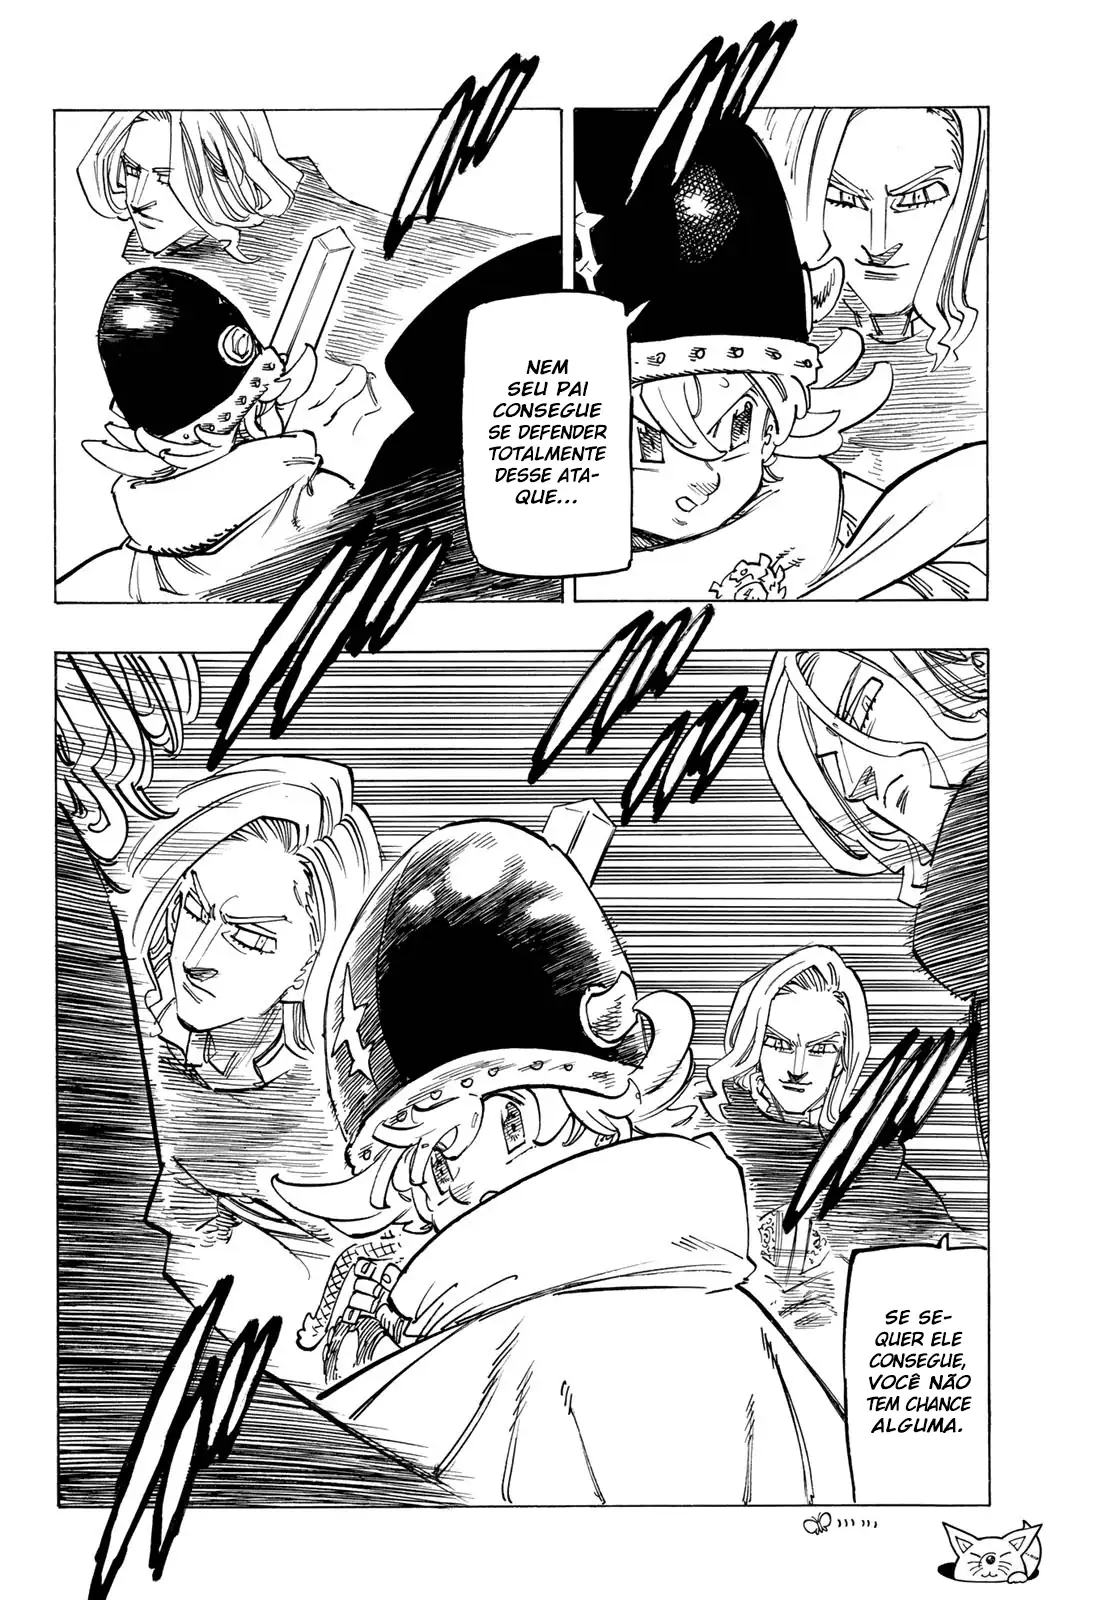 NEM
SEU PAI
CONSEGUE
SE DEFENDER
TOTALMENTE
DESSE ATA-
QUE...
SE SE-
QUER ELE
CONSEGUE,
VOCÊ NÃO
TEM CHANCE
ALGUMA.